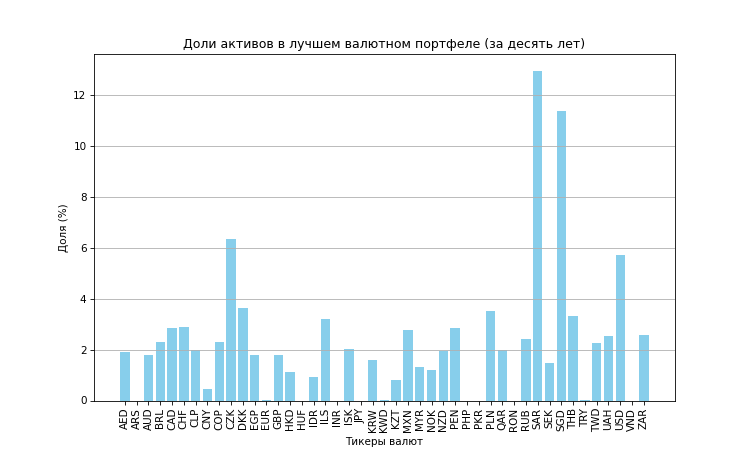 Доли активов в лучшем валютном портфеле (за десять лет)
Доля (%)
12
10
8
6
4
2
0
AED ARS AUD BRL CAD CHF CLP CNY COP CZK DKK EGP EUR GBP HKD HUF IDR ILS INR ISK JPY KRW KWD KZT MXN MYR NOK NZD PEN PHP PKR PLN QAR RON RUB SAR SEK SGD THB TRY TWD UAH USD VND ZAR
Тикеры валют